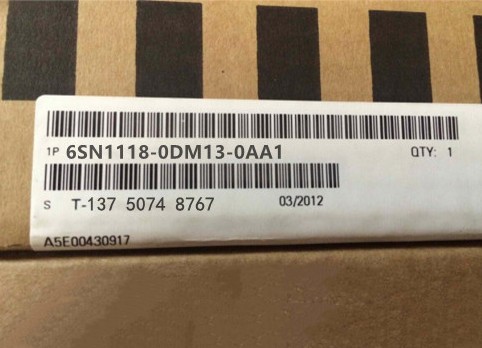 1P 6SN1118-0DM13-0AA1 QTY: 1
S T-137 5074 8767 03/2012
A5E00430917